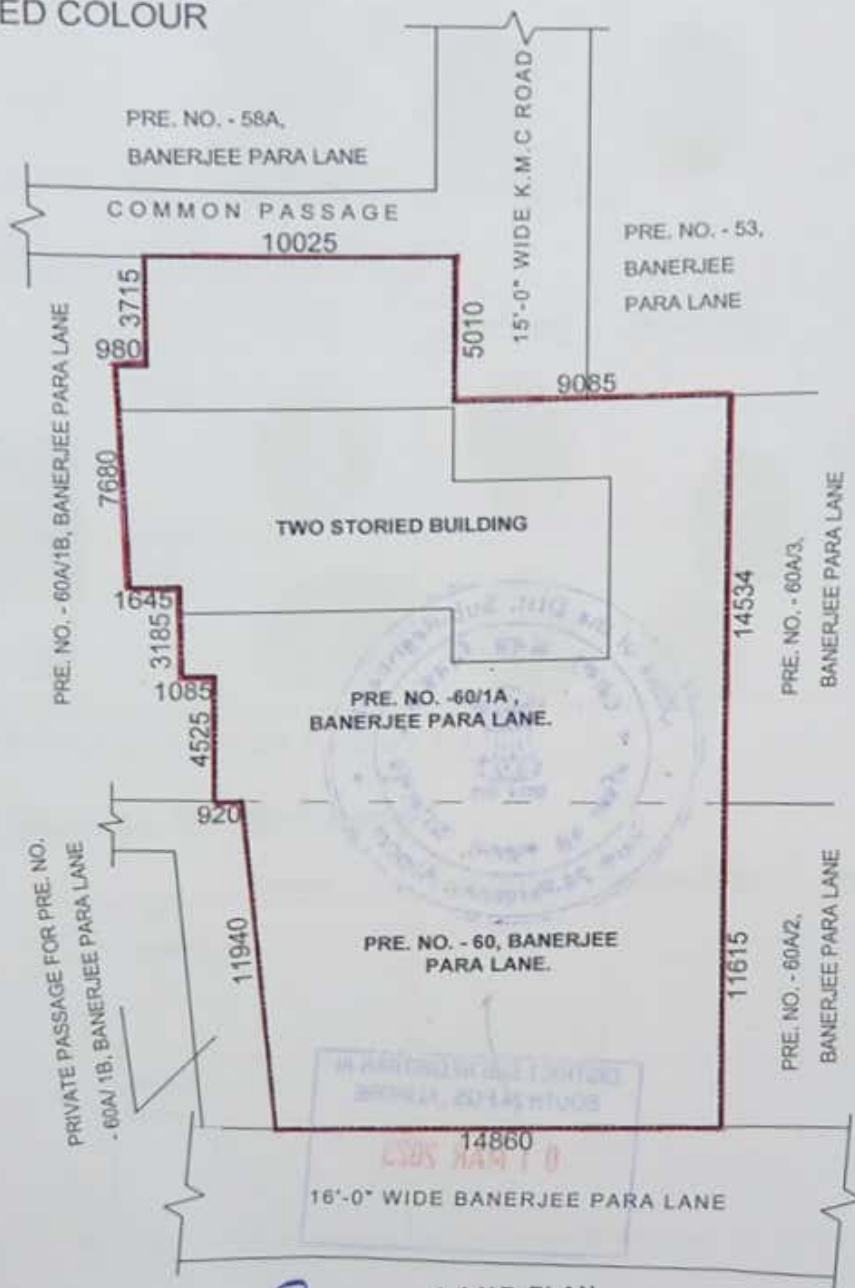 ED COLOUR
PRE. NO. - 58A,
BANERJEE PARA LANE
COMMON PASSAGE
15'-0" WIDE K.M.C ROAD
PRE. NO. - 53,
BANERJEE
PARA LANE
10025
3715
980
5010
9085
PRE. NO. - 60A/1B, BANERJEE PARA LANE
7680
TWO STORIED BUILDING
1645
3185
14534
PRE. NO. - 60A/3,
BANERJEE PARA LANE
1085
PRE. NO. -60/1A ,
BANERJEE PARA LANE.
4525
920
PRIVATE PASSAGE FOR PRE. NO.
- 60A/ 1B, BANERJEE PARA LANE
11940
PRE. NO. - 60, BANERJEE
PARA LANE.
11615
PRE. NO. - 60A/2,
BANERJEE PARA LANE
14860
01 MAR 2023
16'-0" WIDE BANERJEE PARA LANE